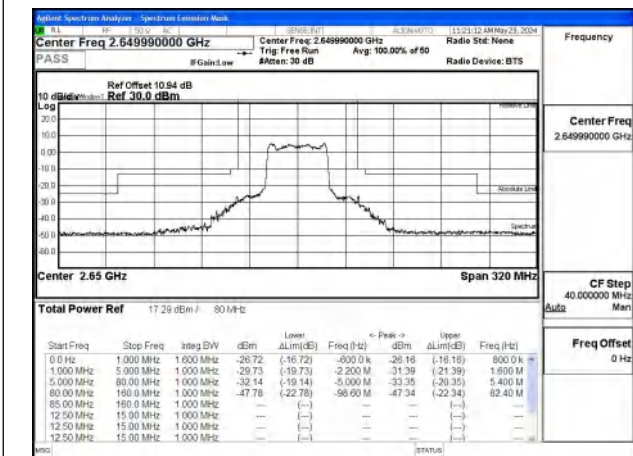 Agilent Spectrum Analyzer - Spectrum Emission Mask
RL RF 50 Ω AC SENSE:INT ALIGN AUTO 11:21:12 AM May 23, 2024
Center Freq 2.649990000 GHz
Center Freq: 2.649990000 GHz
Radio Std: None
Trig: Free Run Avg: 100.00% of 50
PASS IFGain:Low #Atten: 30 dB Radio Device: BTS
Frequency
Ref Offset 10.94 dB
10 dB/div Ref 30.0 dBm
Log
20.0
10.0
0.00
-10.0
-20.0
-30.0
-40.0
-50.0
-60.0
Relative Limit
Absolute Limit
Spectrum
Center 2.65 GHz Span 320 MHz
Center Freq
2.649990000 GHz
CF Step
40.000000 MHz
Auto Man
Freq Offset
0 Hz
Total Power Ref 17.29 dBm / 80 MHz
Lower <- Peak -> Upper
Start Freq Stop Freq Integ BW dBm ΔLim(dB) Freq (Hz) dBm ΔLim(dB) Freq (Hz)
0.0 Hz 1.000 MHz 1.600 MHz -26.72 (-16.72) -600.0 k -26.16 (-16.16) 800.0 k
1.000 MHz 5.000 MHz 1.000 MHz -29.73 (-19.73) -2.200 M -31.39 (-21.39) 1.600 M
5.000 MHz 80.00 MHz 1.000 MHz -32.14 (-19.14) -5.000 M -33.35 (-20.35) 5.400 M
80.00 MHz 160.0 MHz 1.000 MHz -47.78 (-22.78) -98.60 M -47.34 (-22.34) 82.40 M
85.00 MHz 160.0 MHz 1.000 MHz --- (---) --- --- (---) ---
12.50 MHz 15.00 MHz 1.000 MHz --- (---) --- --- (---) ---
12.50 MHz 15.00 MHz 1.000 MHz --- (---) --- --- (---) ---
12.50 MHz 15.00 MHz 1.000 MHz --- (---) --- --- (---) ---
MSG STATUS